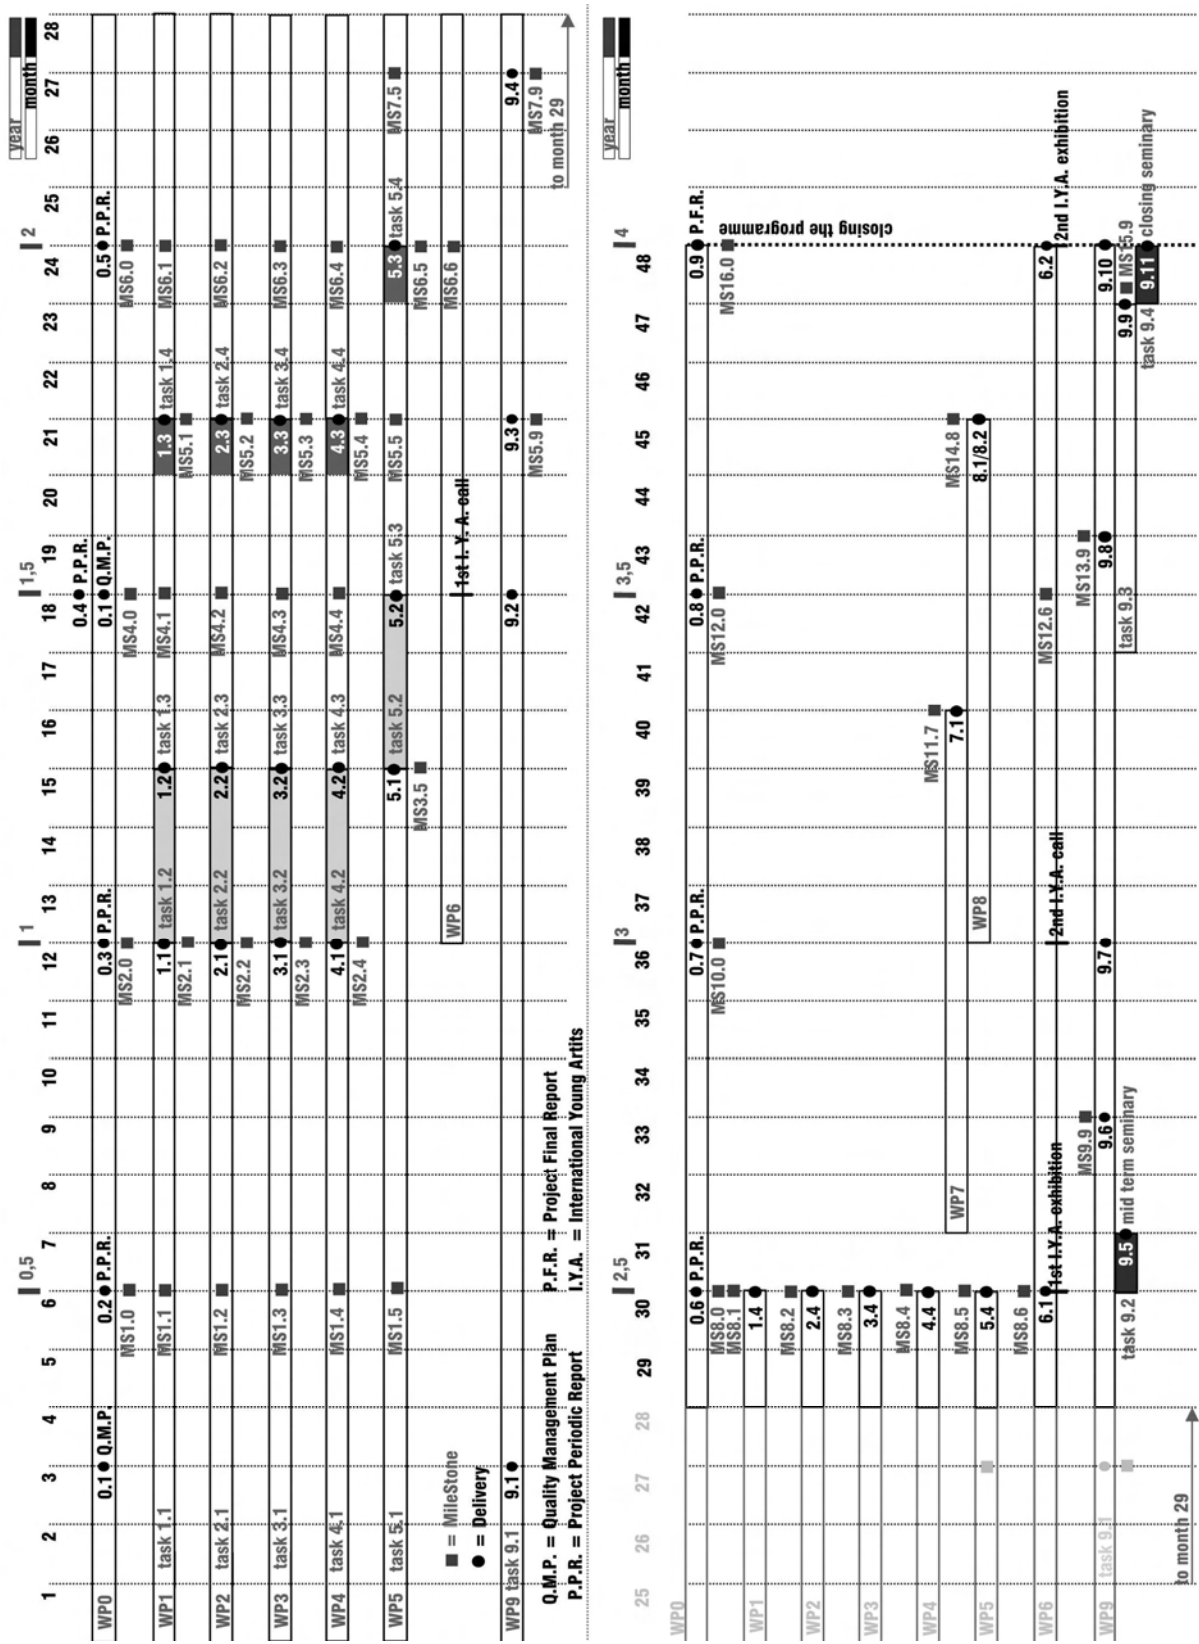 year
month
0,5 1 1,5 2
1 2 3 4 5 6 7 8 9 10 11 12 13 14 15 16 17 18 19 20 21 22 23 24 25 26 27 28
0.4 P.P.R.
WP0 0.1 Q.M.P. 0.2 P.P.R. 0.3 P.P.R. 0.1 Q.M.P. 0.5 P.P.R.
MS1.0 MS2.0 MS4.0 MS6.0
WP1 task 1.1 MS1.1 1.1 task 1.2 1.2 task 1.3 MS4.1 1.3 task 1.4 MS6.1
MS2.1 MS5.1
WP2 task 2.1 MS1.2 2.1 task 2.2 2.2 task 2.3 MS4.2 2.3 task 2.4 MS6.2
MS2.2 MS5.2
WP3 task 3.1 MS1.3 3.1 task 3.2 3.2 task 3.3 MS4.3 3.3 task 3.4 MS6.3
MS2.3 MS5.3
WP4 task 4.1 MS1.4 4.1 task 4.2 4.2 task 4.3 MS4.4 4.3 task 4.4 MS6.4
MS2.4 MS5.4
WP5 task 5.1 MS1.5 5.1 task 5.2 5.2 task 5.3 MS5.5 5.3 task 5.4 MS7.5
MS3.5 MS6.5
= MileStone WP6 1st I. Y. A. call MS6.6
= Delivery
WP9 task 9.1 9.1 9.2 9.3 9.4
MS5.9 MS7.9
Q.M.P. = Quality Management Plan P.F.R. = Project Final Report
P.P.R. = Project Periodic Report I.Y.A. = International Young Artits
to month 29
year
month
2,5 3 3,5 4
25 26 27 28 29 30 31 32 33 34 35 36 37 38 39 40 41 42 43 44 45 46 47 48
WP0 0.6 P.P.R. 0.7 P.P.R. 0.8 P.P.R. 0.9 P.F.R.
MS8.0 MS10.0 MS12.0 MS16.0
MS8.1
WP1 1.4
closing the programme
MS8.2
WP2 2.4
MS8.3
WP3 3.4
MS8.4 MS11.7 MS14.8
WP4 4.4 WP7 7.1
MS8.5
WP5 5.4 WP8 8.1/8.2
MS8.6 MS12.6
WP6 6.1 1st I.Y.A. exhibition 2nd I.Y.A. call 6.2 2nd I.Y.A. exhibition
MS9.9 MS13.9
WP9 task 9.1 9.6 9.7 9.8 9.10
task 9.2 9.5 mid term seminary task 9.3 9.9 MS15.9
task 9.4 9.11 closing seminary
to month 29